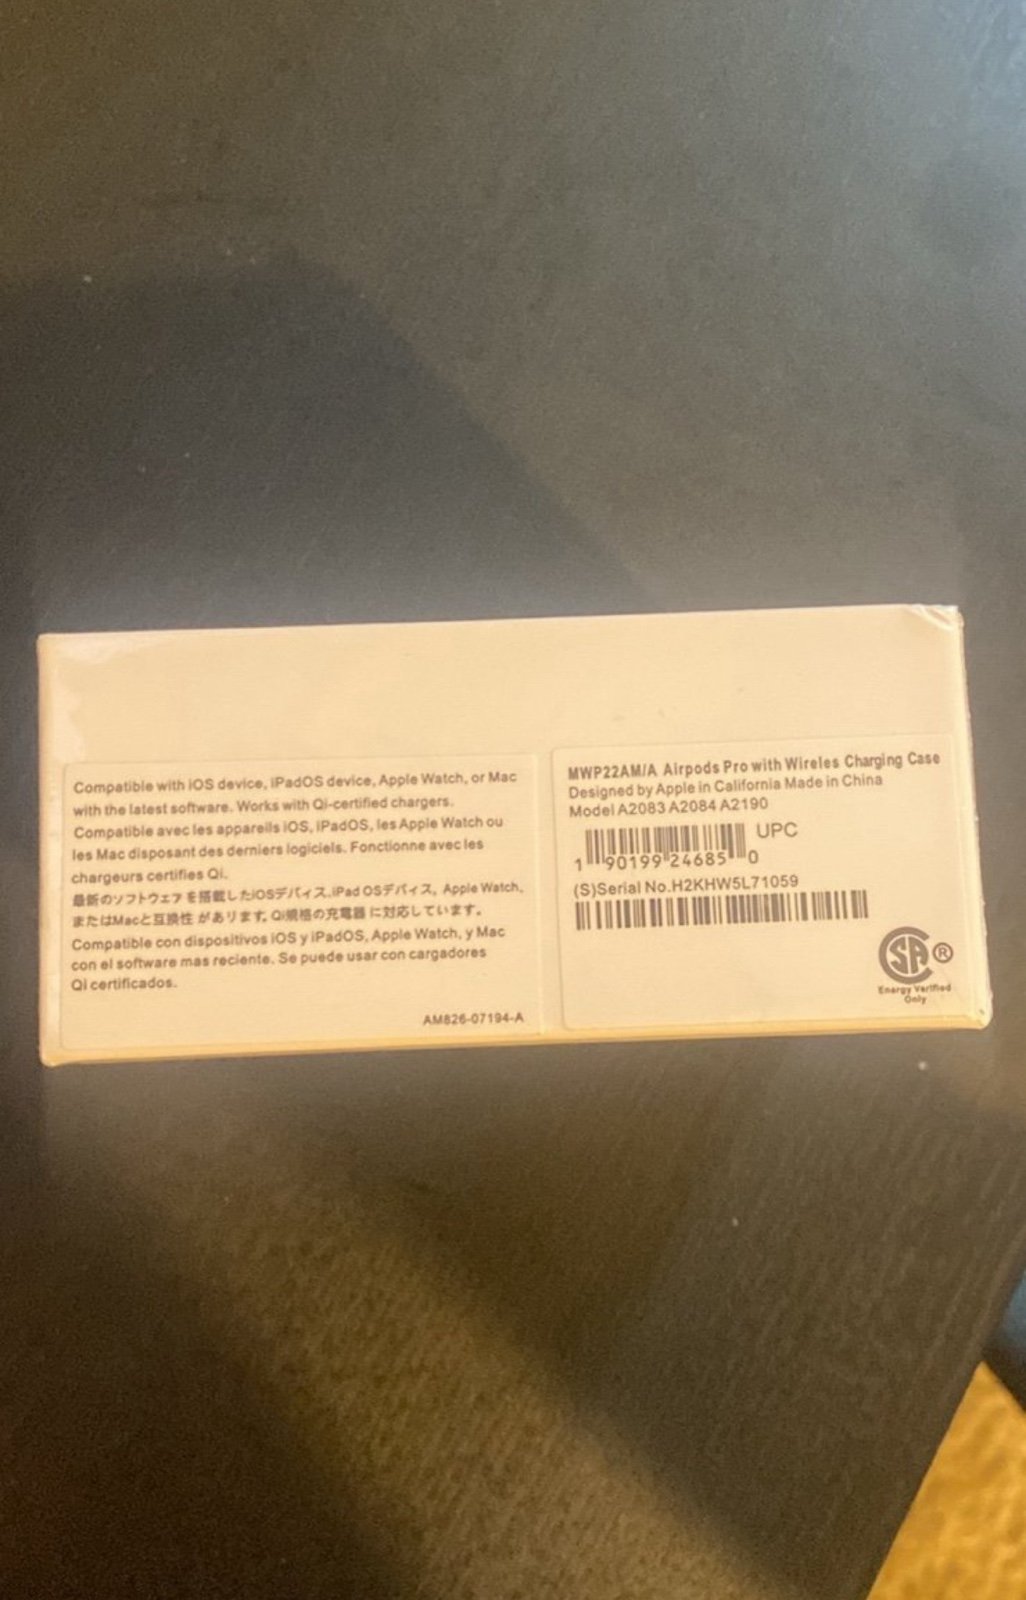 Compatible with iOS device, iPadOS device, Apple Watch, or Mac
with the latest software. Works with Qi-certified chargers.
Compatible avec les appareils iOS, iPadOS, les Apple Watch ou
les Mac disposant des derniers logiciels. Fonctionne avec les
chargeurs certifies Qi.
最新のソフトウェアを搭載したiOSデバイス,iPad OSデバイス, Apple Watch,
またはMacと互換性 があります,Qi規格の充電器 に対応しています。
Compatible con dispositivos iOS y iPadOS, Apple Watch, y Mac
con el software mas reciente. Se puede usar con cargadores
Qi certificados.
AM826-07194-A
MWP22AM/A Airpods Pro with Wireles Charging Case
Designed by Apple in California Made in China
Model A2083 A2084 A2190
UPC
1 90199 24685 0
(S)Serial No.H2KHW5L71059
SA ®
Energy Verified
Only